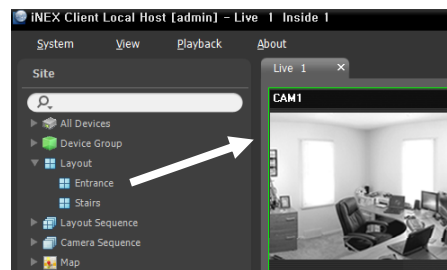 iNEX Client Local Host [admin] - Live 1 Inside 1
System View Playback About
Site
Live 1 ×
CAM1
All Devices
Device Group
Layout
Entrance
Stairs
Layout Sequence
Camera Sequence
Map